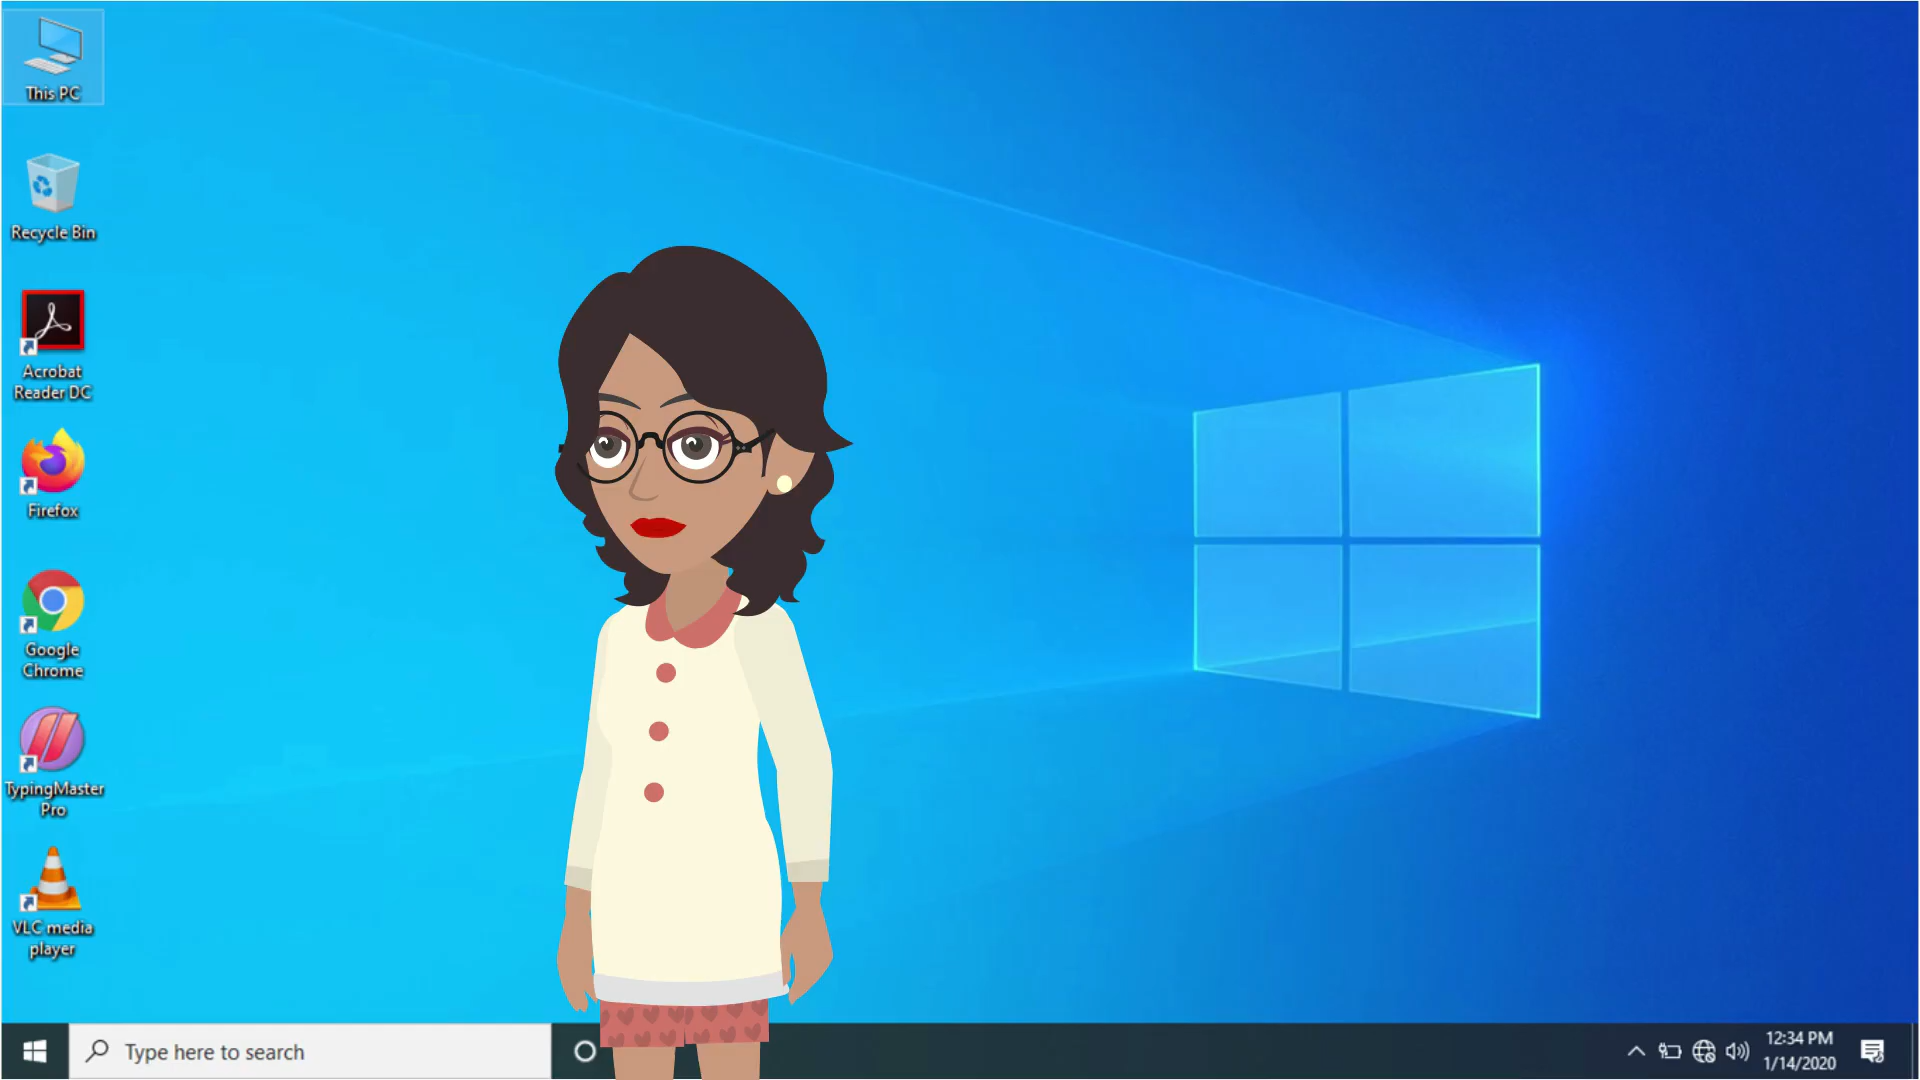 This PC
Recycle Bin
Acrobat
Reader DC
Firefox
Google
Chrome
TypingMaster
Pro
VLC media
player
Type here to search
12:34 PM
1/14/2020